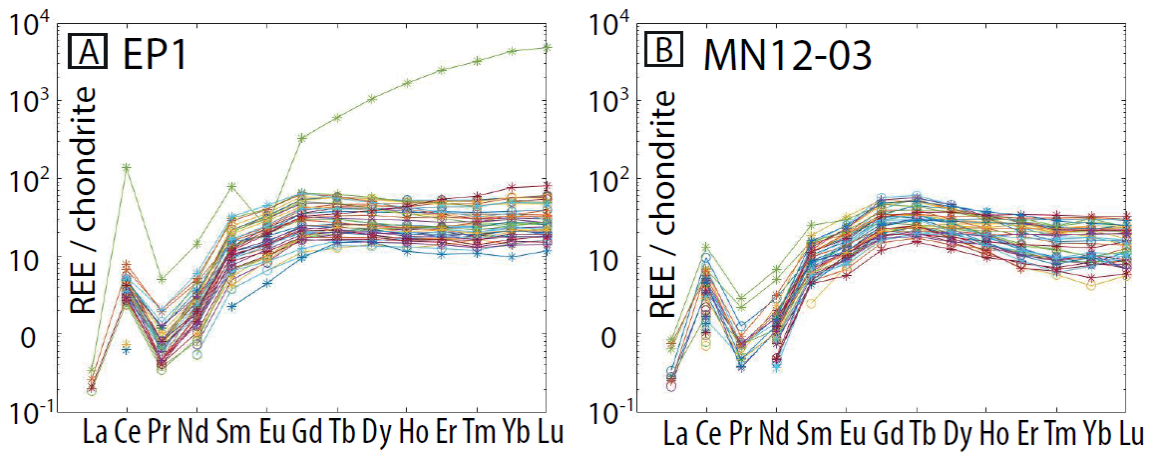 A EP1
10⁴
10³
10²
10
0
10⁻¹
REE / chondrite
La Ce Pr Nd Sm Eu Gd Tb Dy Ho Er Tm Yb Lu
B MN12-03
10⁴
10³
10²
10
0
10⁻¹
REE / chondrite
La Ce Pr Nd Sm Eu Gd Tb Dy Ho Er Tm Yb Lu